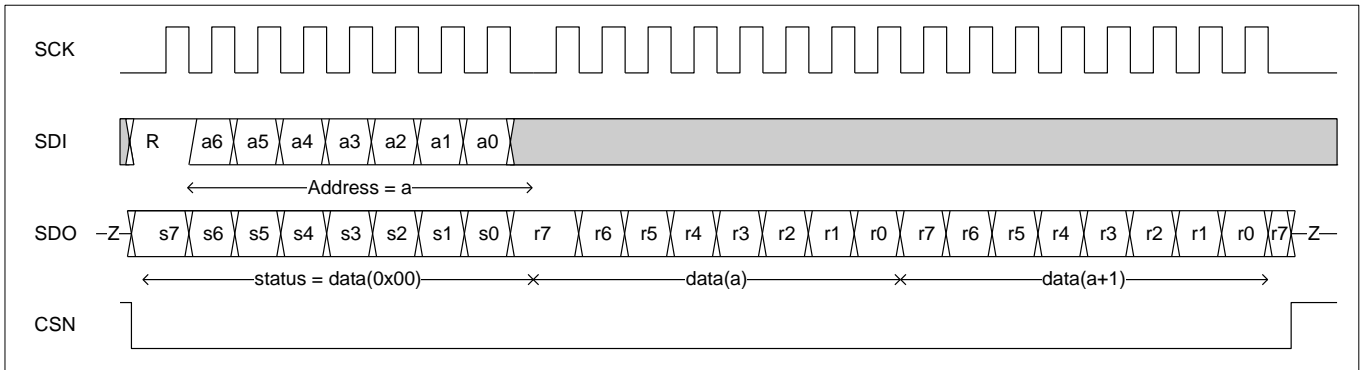 SCK
SDI R a6 a5 a4 a3 a2 a1 a0
Address = a
SDO Z s7 s6 s5 s4 s3 s2 s1 s0 r7 r6 r5 r4 r3 r2 r1 r0 r7 r6 r5 r4 r3 r2 r1 r0 r7 Z
status = data(0x00) data(a) data(a+1)
CSN